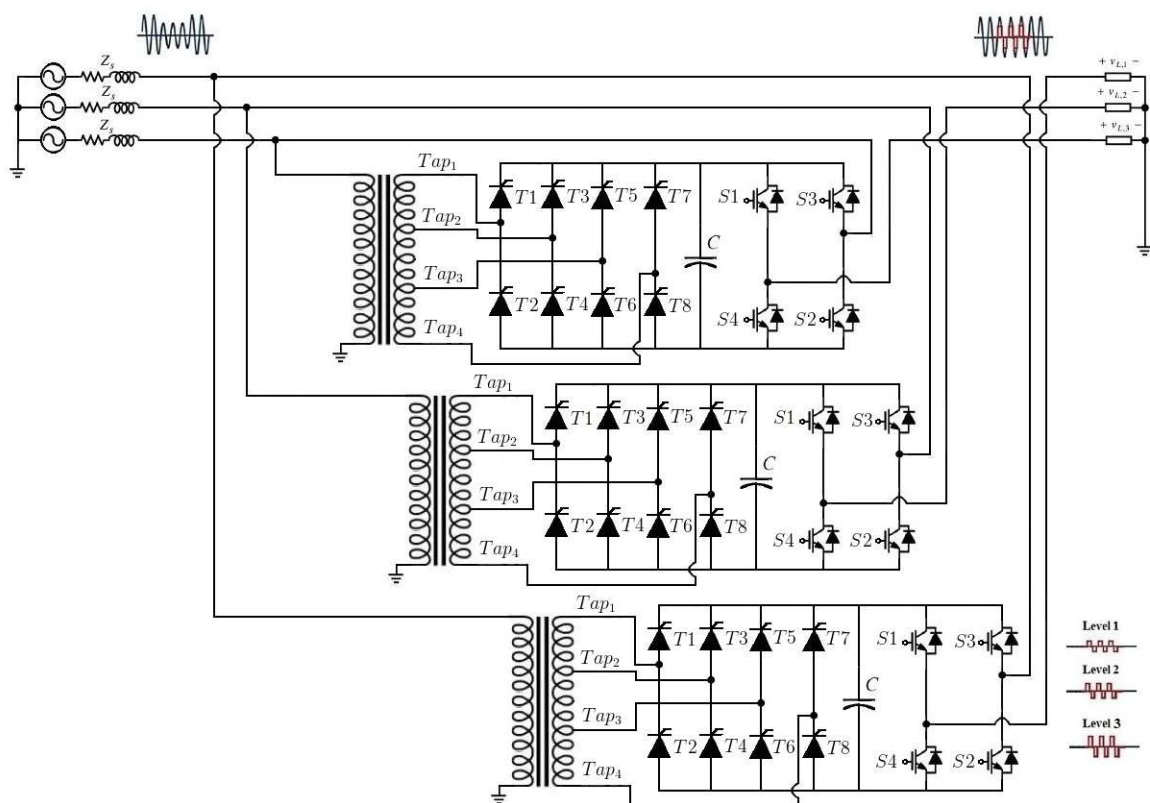 Z_s
Z_s
Z_s
+ v_{L,1} −
+ v_{L,2} −
+ v_{L,3} −
Tap_1
Tap_2
Tap_3
Tap_4
T1 T3 T5 T7
T2 T4 T6 T8
C
S1 S3
S4 S2
Tap_1
Tap_2
Tap_3
Tap_4
T1 T3 T5 T7
T2 T4 T6 T8
C
S1 S3
S4 S2
Tap_1
Tap_2
Tap_3
Tap_4
T1 T3 T5 T7
T2 T4 T6 T8
C
S1 S3
S4 S2
Level 1
Level 2
Level 3